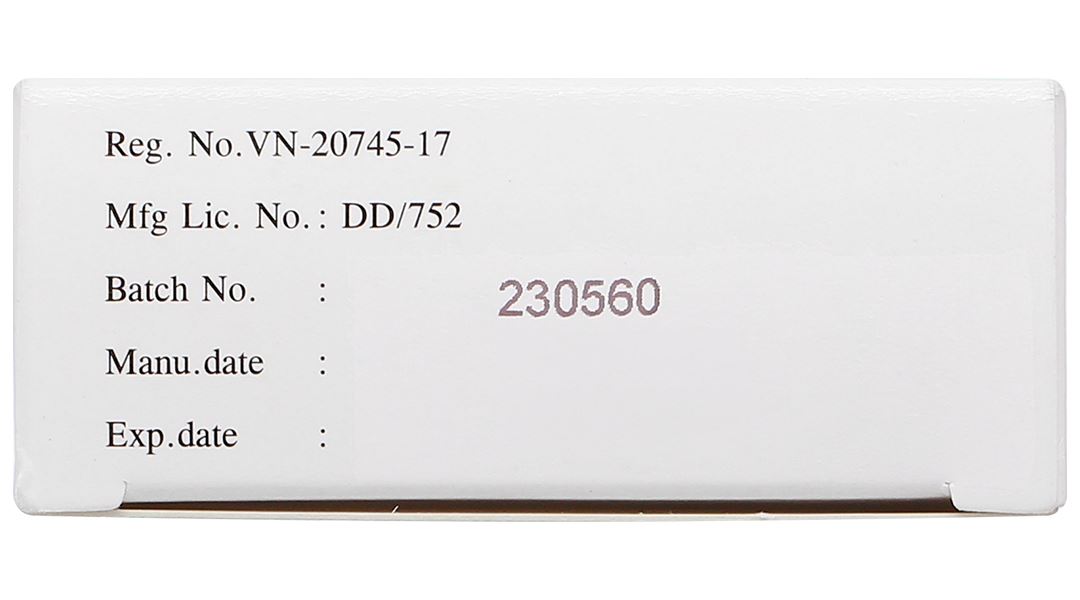 Reg. No.VN-20745-17
Mfg Lic. No. : DD/752
Batch No. : 230560
Manu.date :
Exp.date :